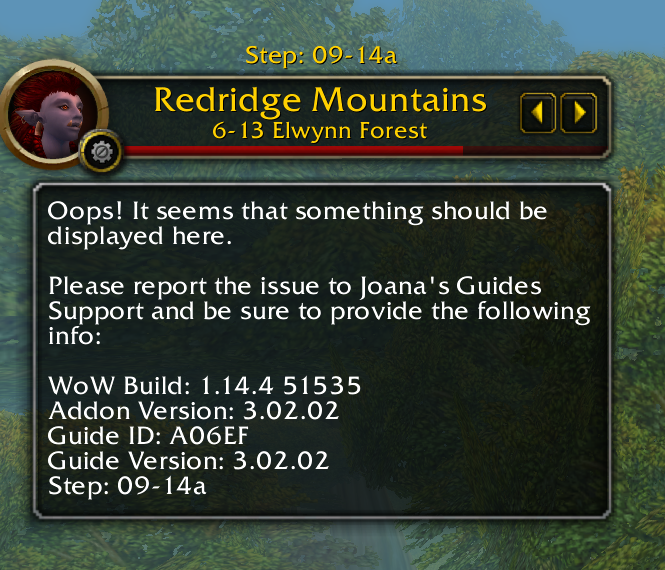 Step: 09-14a
Redridge Mountains
6-13 Elwynn Forest
Oops! It seems that something should be
displayed here.
Please report the issue to Joana's Guides
Support and be sure to provide the following
info:
WoW Build: 1.14.4 51535
Addon Version: 3.02.02
Guide ID: A06EF
Guide Version: 3.02.02
Step: 09-14a